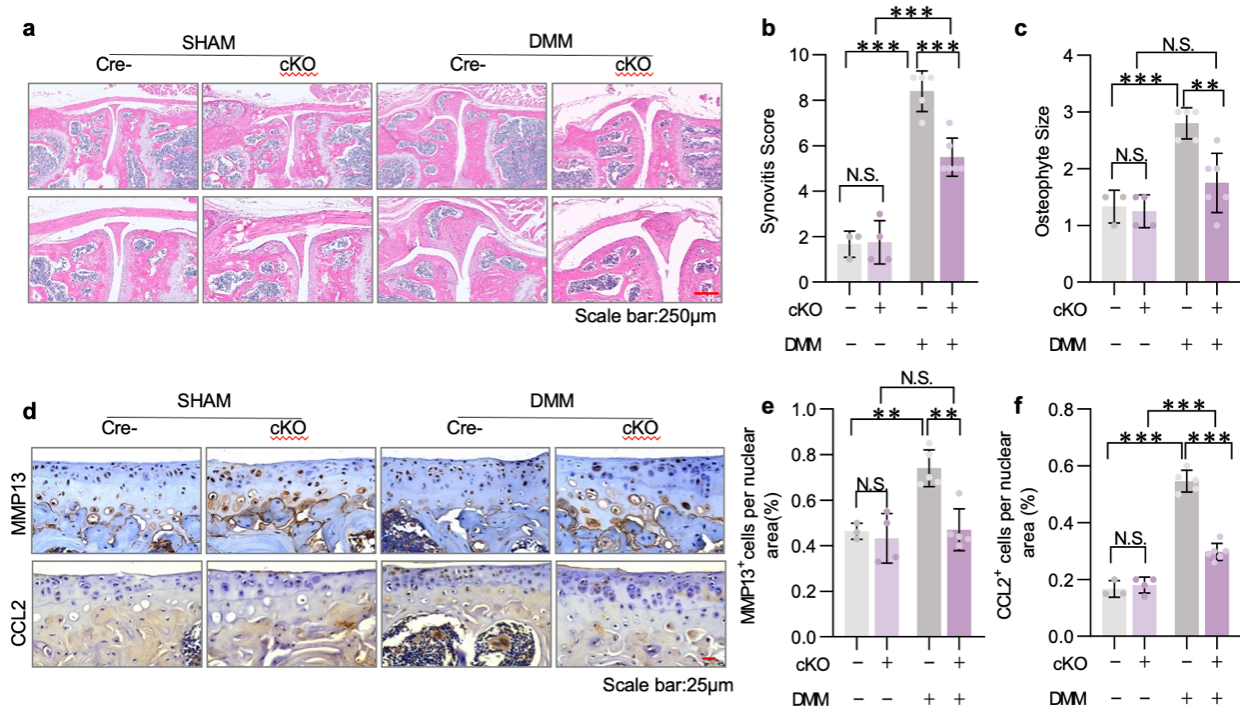 a
SHAM
DMM
Cre-
cKO
Cre-
cKO
Scale bar:250μm
b
***
***
***
N.S.
Synovitis Score
10
8
6
4
2
0
cKO
− + − +
DMM
− − + +
c
N.S.
***
**
N.S.
Osteophyte Size
4
3
2
1
0
cKO
− + − +
DMM
− − + +
d
SHAM
DMM
Cre-
cKO
Cre-
cKO
MMP13
CCL2
Scale bar:25μm
e
N.S.
**
**
N.S.
MMP13+ cells per nuclear
area(%)
1.0
0.8
0.6
0.4
0.2
0.0
cKO
− + − +
DMM
− − + +
f
***
***
***
N.S.
CCL2+ cells per nuclear
area (%)
0.8
0.6
0.4
0.2
0.0
cKO
− + − +
DMM
− − + +